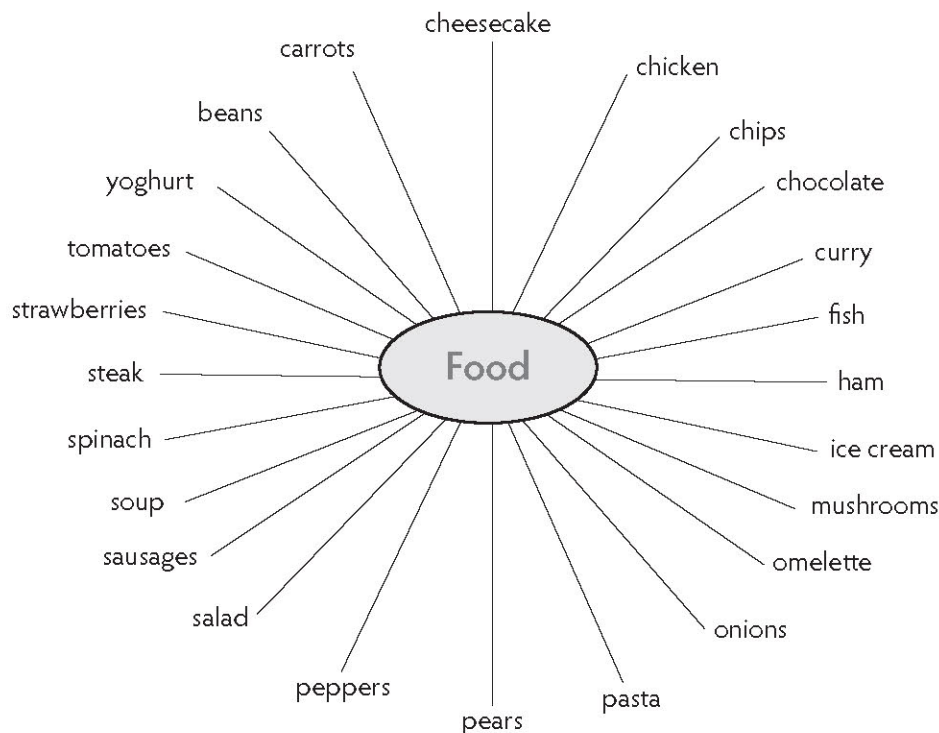 cheesecake
carrots
chicken
beans
chips
yoghurt
chocolate
tomatoes
curry
strawberries
fish
Food
steak
ham
spinach
ice cream
soup
mushrooms
sausages
omelette
salad
onions
peppers
pasta
pears